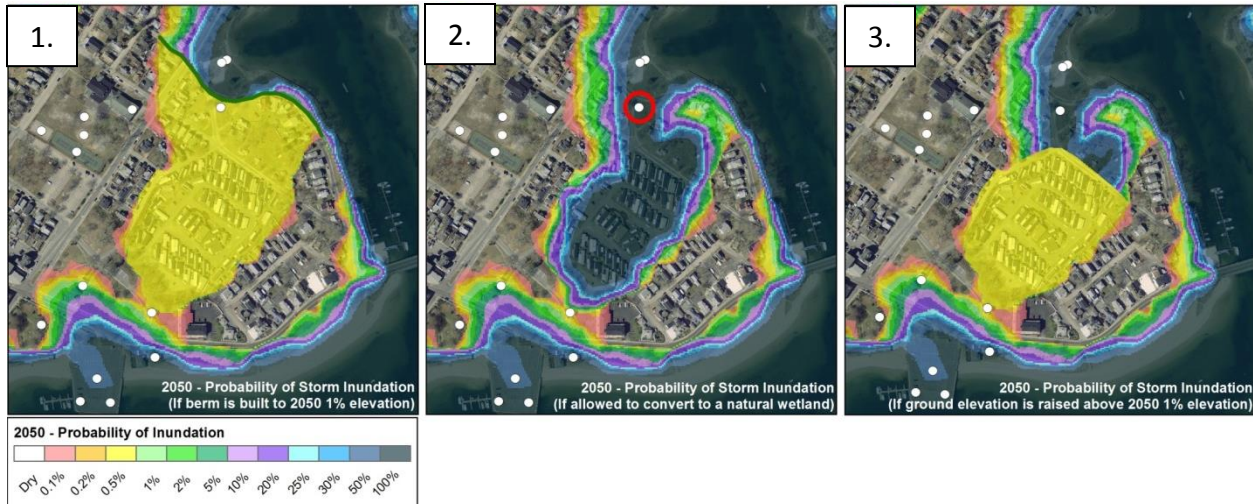 1.
2050 - Probability of Storm Inundation
(If berm is built to 2050 1% elevation)
2.
2050 - Probability of Storm Inundation
(If allowed to convert to a natural wetland)
3.
2050 - Probability of Storm Inundation
(If ground elevation is raised above 2050 1% elevation)
2050 - Probability of Inundation
Dry 0.1% 0.2% 0.5% 1% 2% 5% 10% 20% 25% 30% 50% 100%